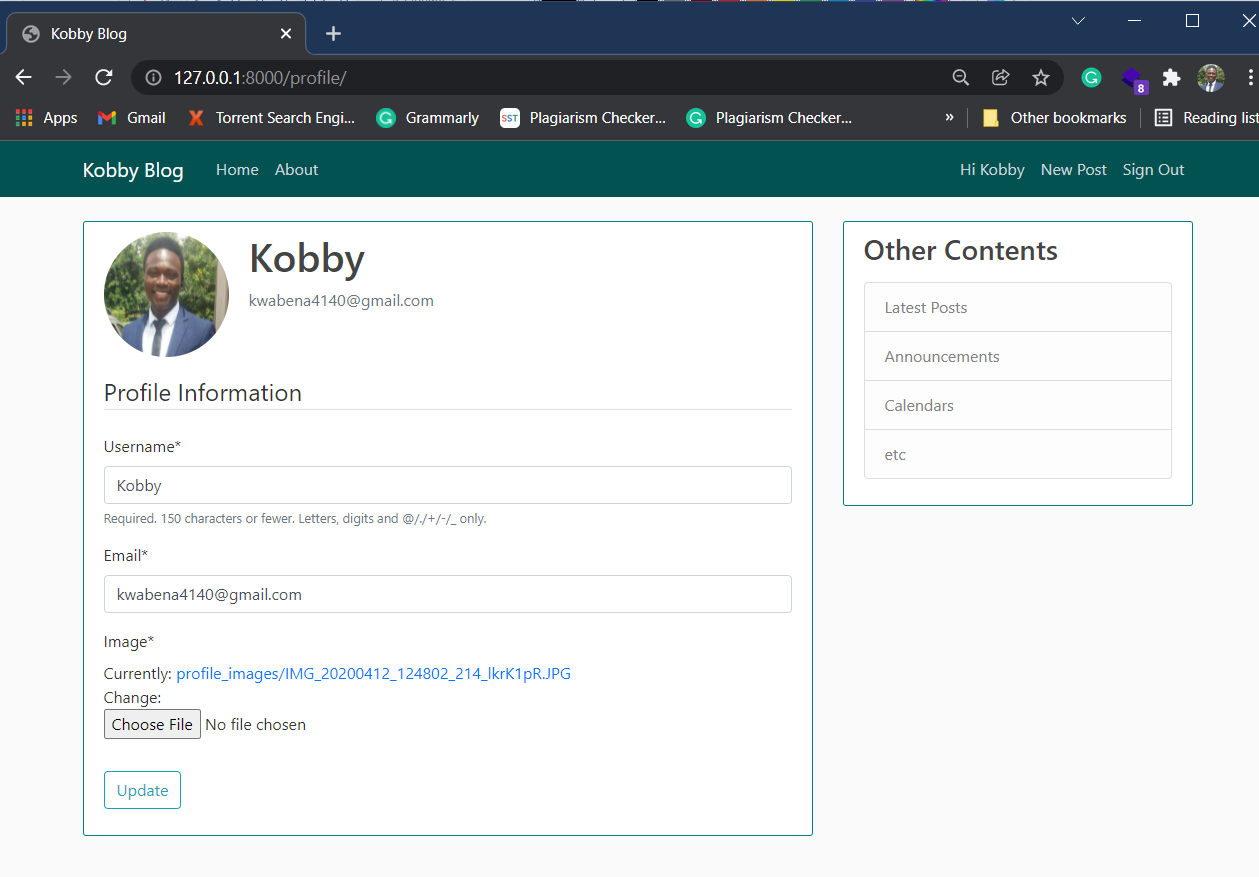 Kobby Blog
127.0.0.1:8000/profile/
8
Apps Gmail Torrent Search Engi... Grammarly SST Plagiarism Checker... Plagiarism Checker... » Other bookmarks Reading list
Kobby Blog Home About Hi Kobby New Post Sign Out
Kobby
kwabena4140@gmail.com
Profile Information
Username*
Kobby
Required. 150 characters or fewer. Letters, digits and @/./+/-/_ only.
Email*
kwabena4140@gmail.com
Image*
Currently: profile_images/IMG_20200412_124802_214_lkrK1pR.JPG
Change:
Choose File No file chosen
Update
Other Contents
Latest Posts
Announcements
Calendars
etc